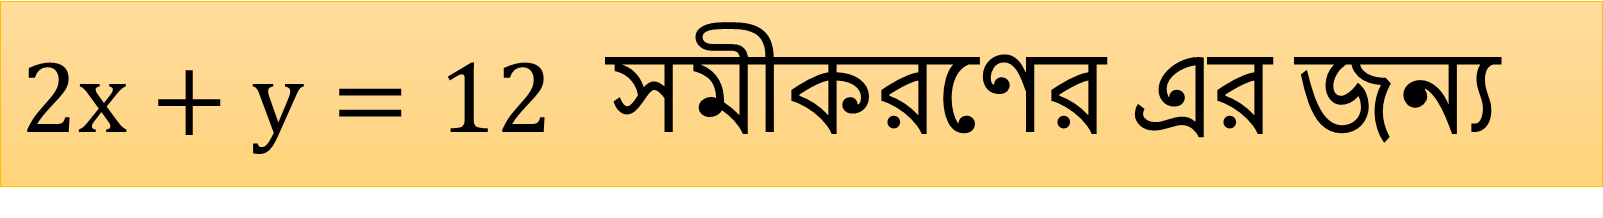 2x + y = 12 সমীকরণের এর জন্য